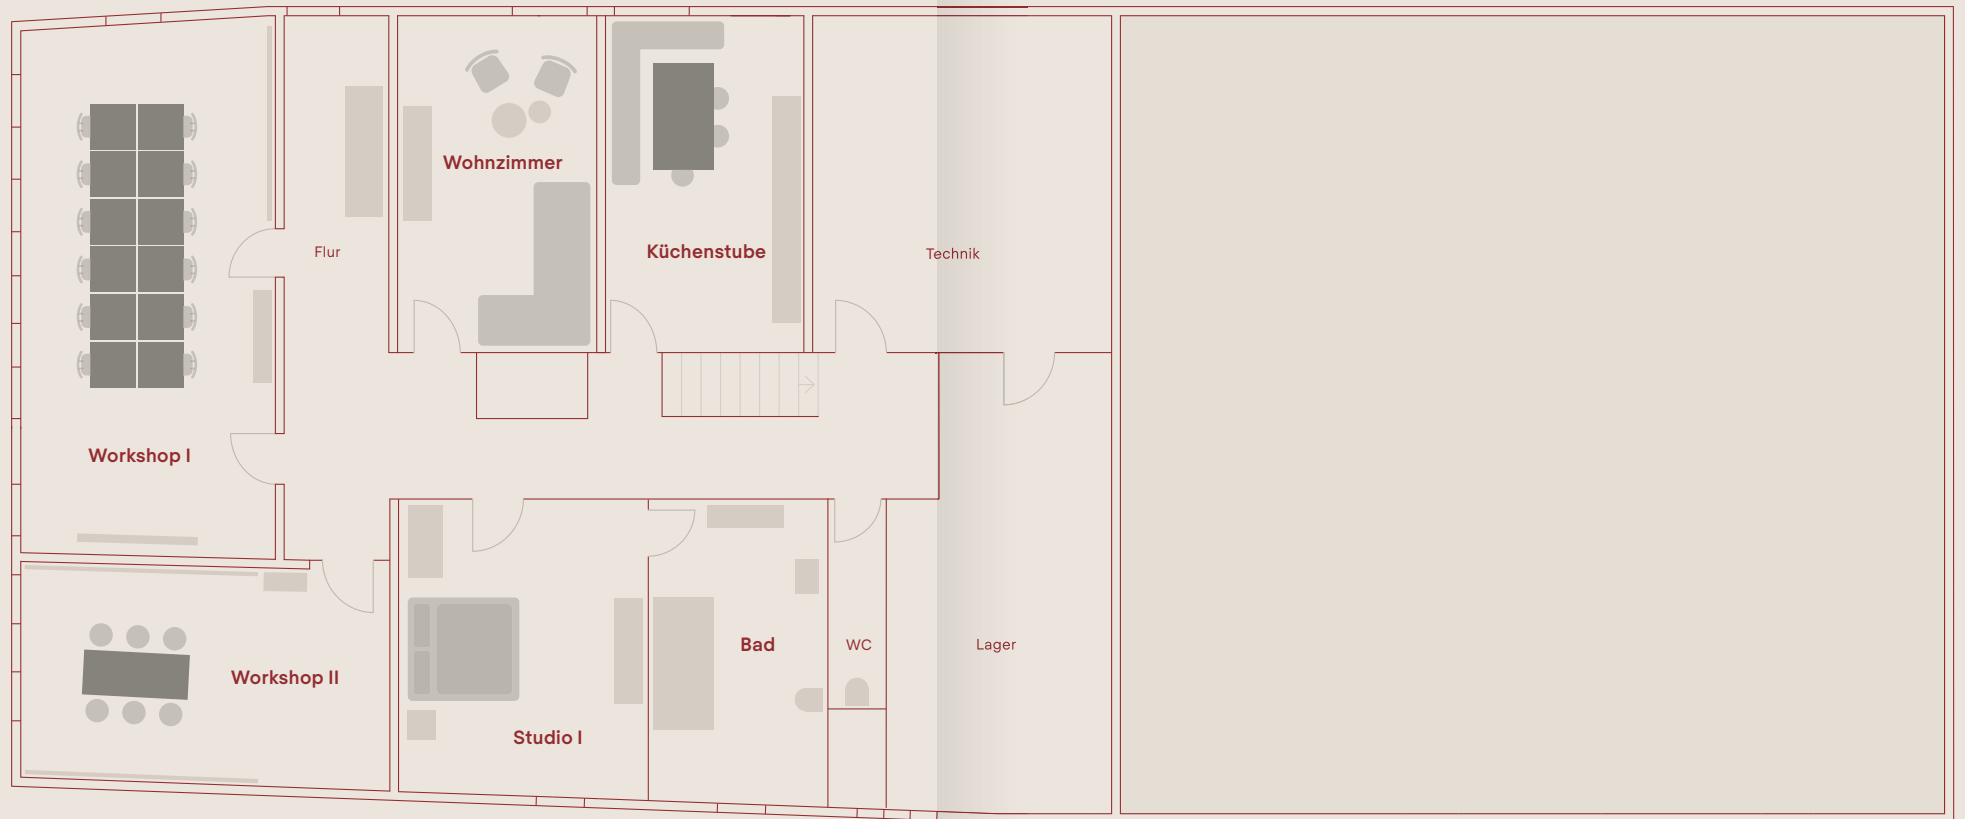 Wohnzimmer
Flur
Küchenstube
Technik
Workshop I
Bad
WC
Lager
Workshop II
Studio I